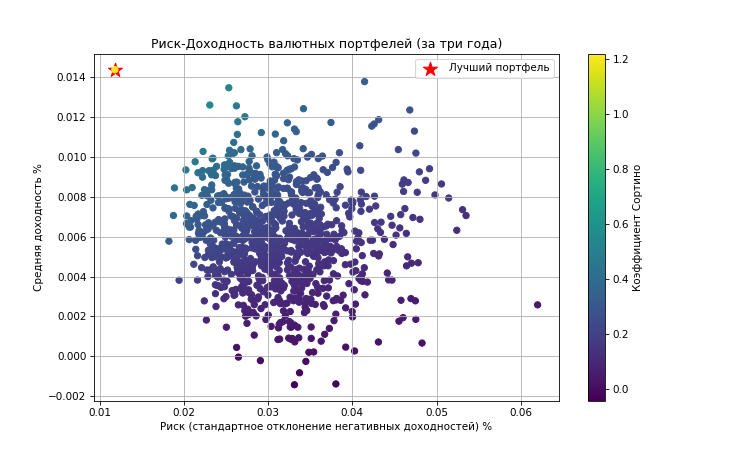 Риск-Доходность валютных портфелей (за три года)
Лучший портфель
Средняя доходность %
0.014
0.012
0.010
0.008
0.006
0.004
0.002
0.000
−0.002
0.01 0.02 0.03 0.04 0.05 0.06
Риск (стандартное отклонение негативных доходностей) %
1.2
1.0
0.8
0.6
0.4
0.2
0.0
Коэффициент Сортино